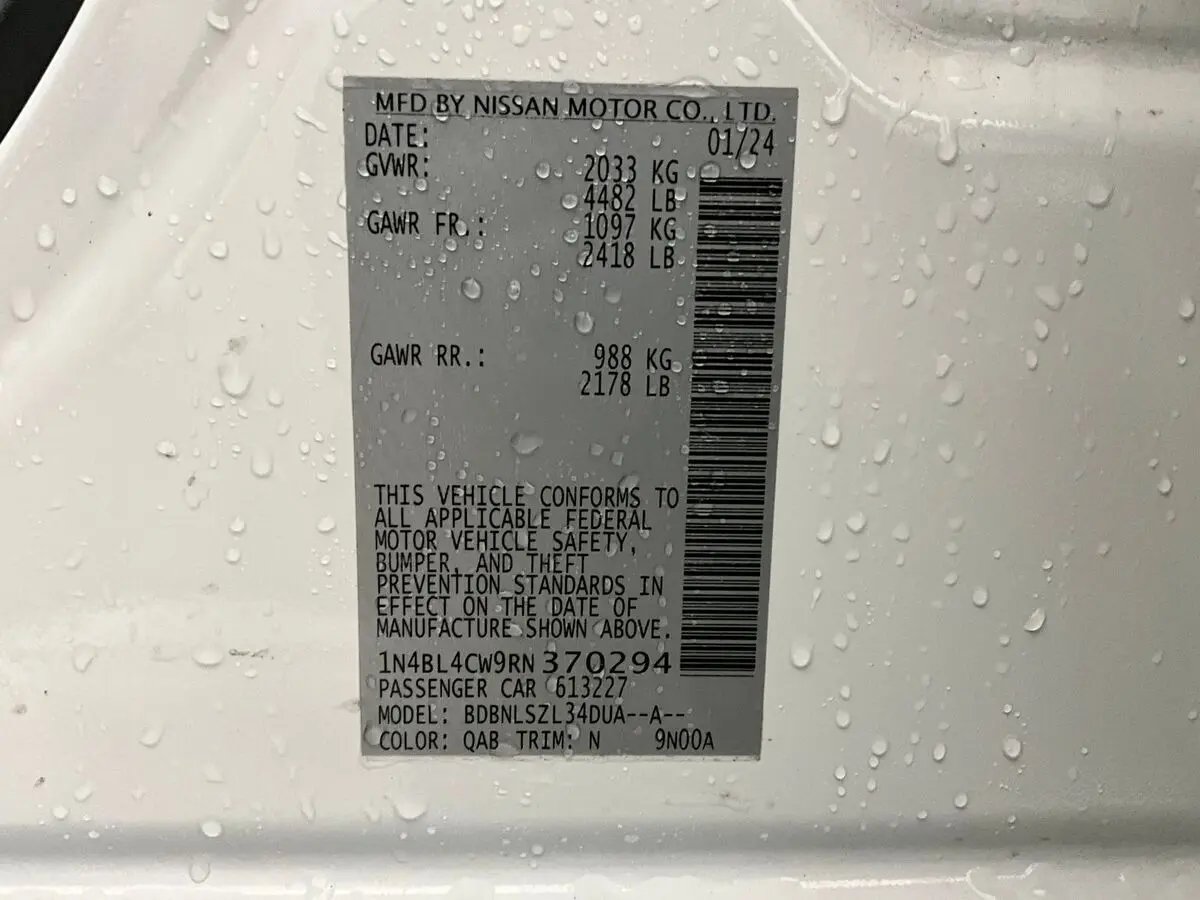 MFD BY NISSAN MOTOR CO., LTD.
DATE: 01/24
GVWR: 2033 KG
4482 LB
GAWR FR.: 1097 KG
2418 LB
GAWR RR.: 988 KG
2178 LB
THIS VEHICLE CONFORMS TO
ALL APPLICABLE FEDERAL
MOTOR VEHICLE SAFETY,
BUMPER, AND THEFT
PREVENTION STANDARDS IN
EFFECT ON THE DATE OF
MANUFACTURE SHOWN ABOVE.
1N4BL4CW9RN370294
PASSENGER CAR 613227
MODEL: BDBNLSZL34DUA--A--
COLOR: QAB TRIM: N 9N00A